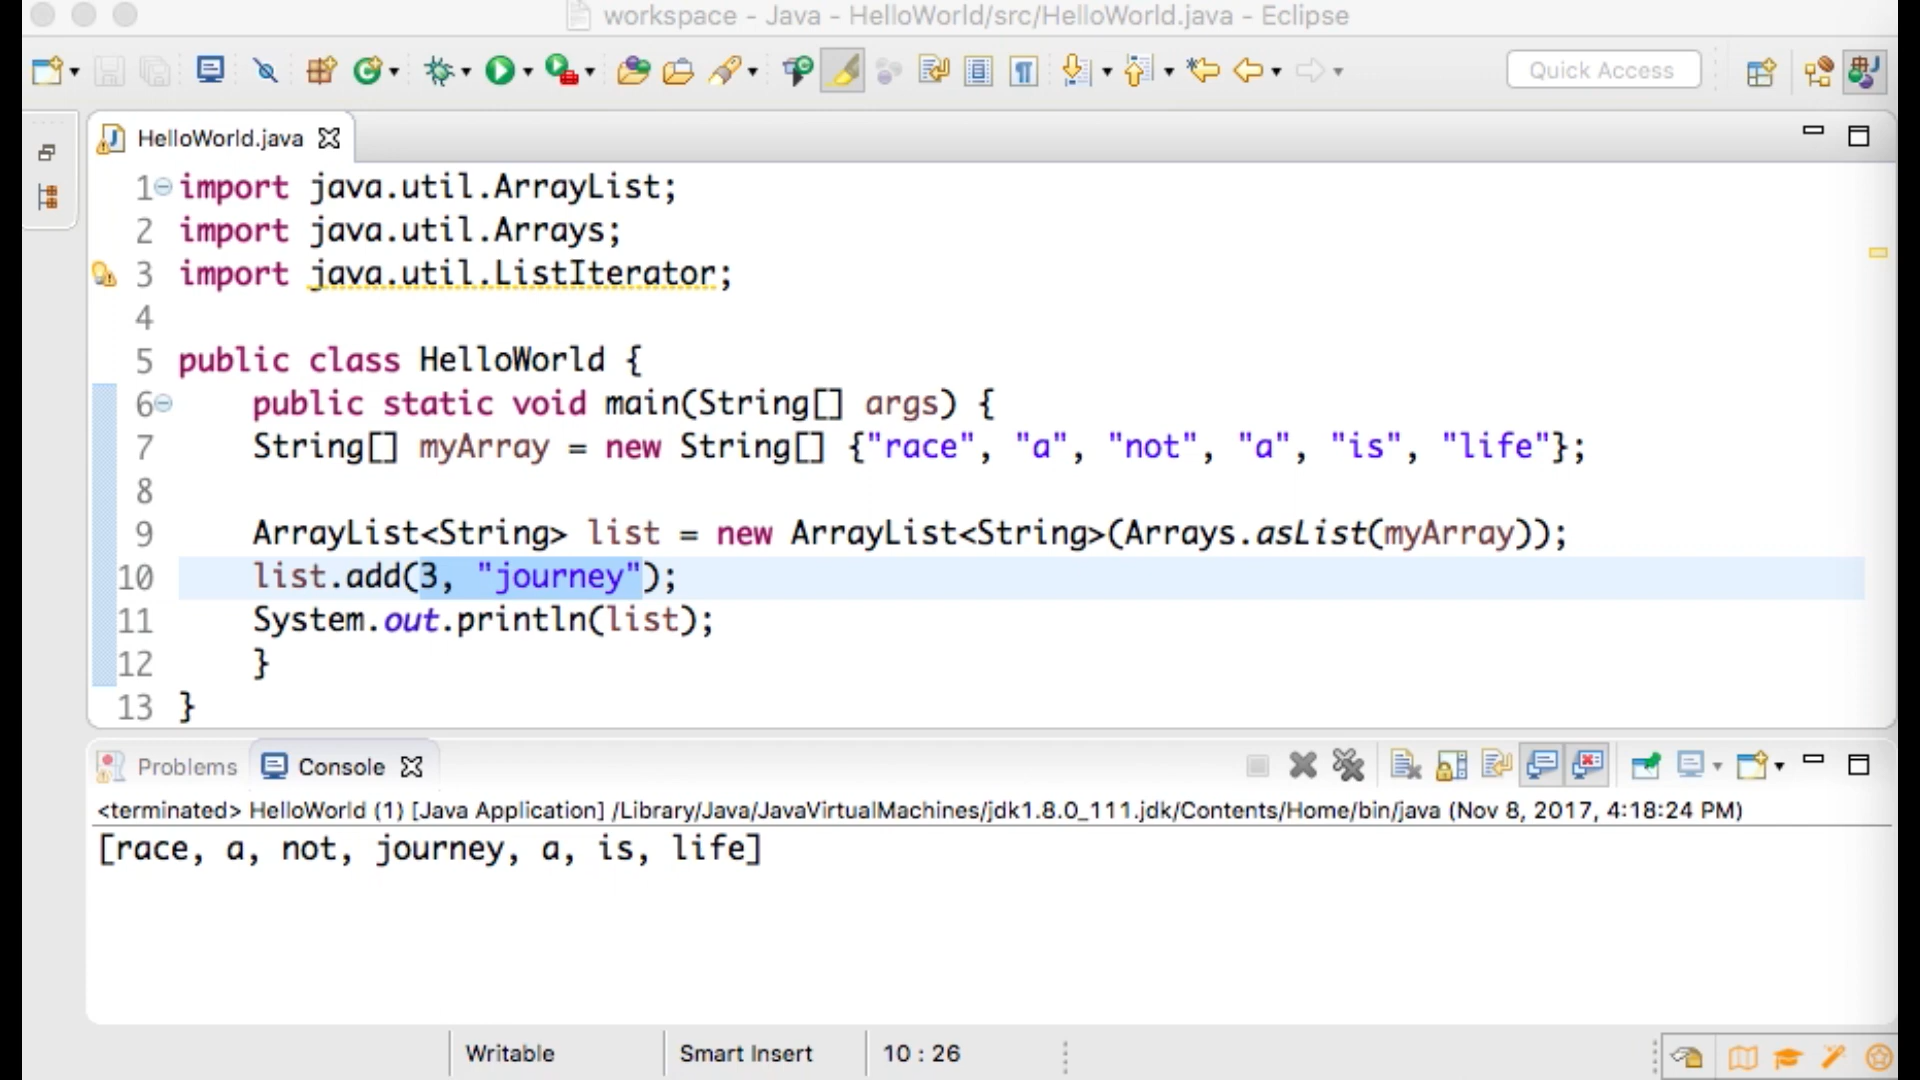 workspace - Java - HelloWorld/src/HelloWorld.java - Eclipse
Quick Access
HelloWorld.java
1 import java.util.ArrayList;
2 import java.util.Arrays;
3 import java.util.ListIterator;
4
5 public class HelloWorld {
6 public static void main(String[] args) {
7 String[] myArray = new String[] {"race", "a", "not", "a", "is", "life"};
8
9 ArrayList<String> list = new ArrayList<String>(Arrays.asList(myArray));
10 list.add(3, "journey");
11 System.out.println(list);
12 }
13 }
Problems Console
<terminated> HelloWorld (1) [Java Application] /Library/Java/JavaVirtualMachines/jdk1.8.0_111.jdk/Contents/Home/bin/java (Nov 8, 2017, 4:18:24 PM)
[race, a, not, journey, a, is, life]
Writable Smart Insert 10 : 26